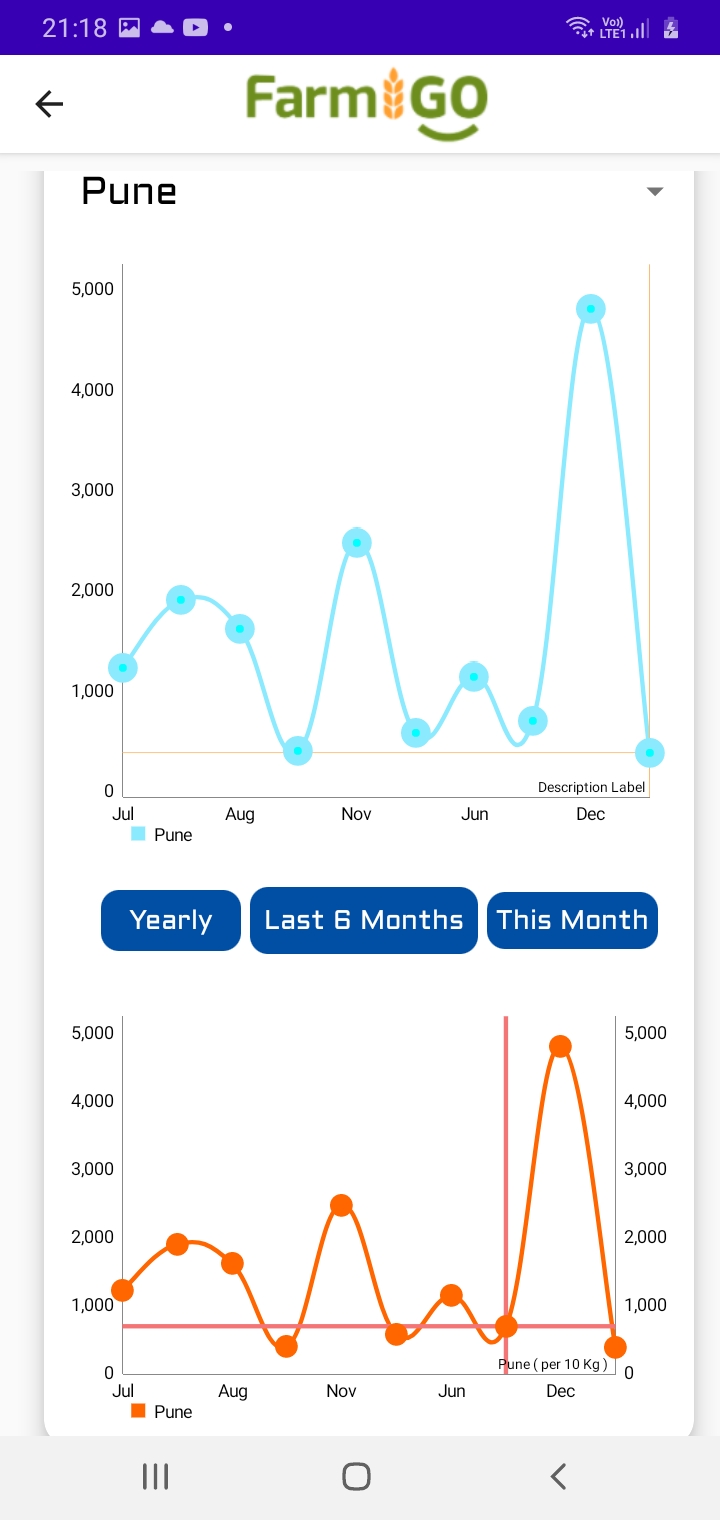 21:18 Vo)) LTE1
Farm GO
Pune
5,000
4,000
3,000
2,000
1,000
0
Description Label
Jul Aug Nov Jun Dec
Pune
Yearly Last 6 Months This Month
5,000 5,000
4,000 4,000
3,000 3,000
2,000 2,000
1,000 1,000
0 Pune ( per 10 Kg ) 0
Jul Aug Nov Jun Dec
Pune